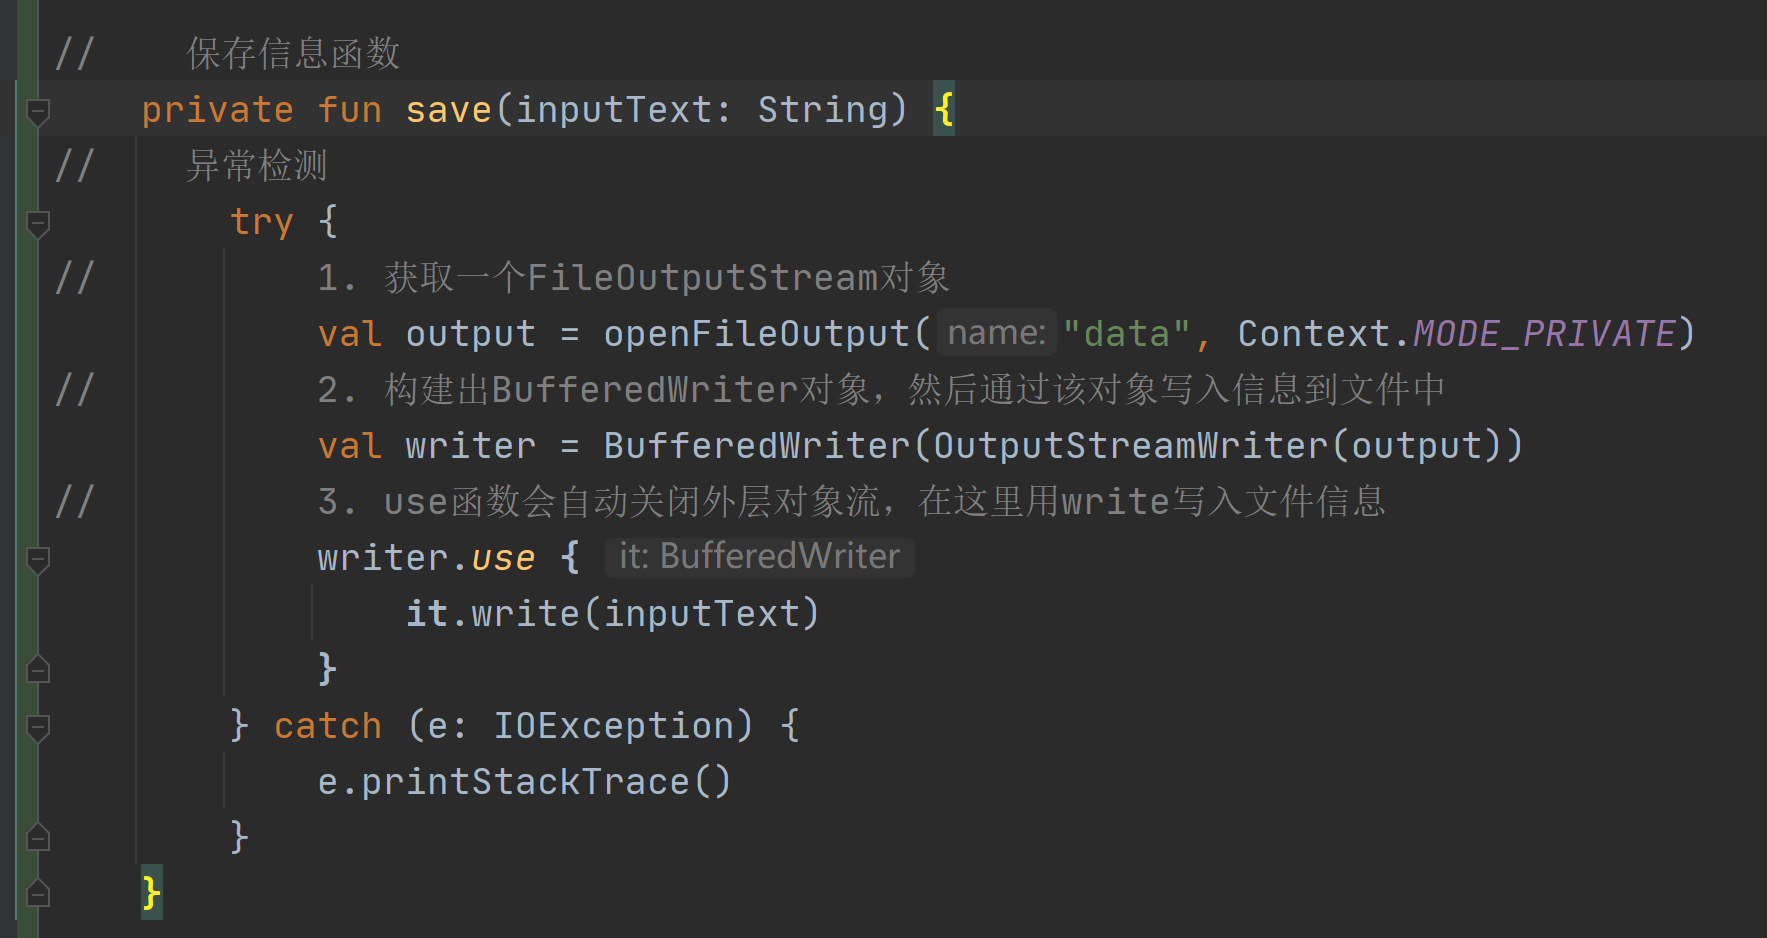 //    保存信息函数
    private fun save(inputText: String) {
//    异常检测
        try {
//          1. 获取一个FileOutputStream对象
            val output = openFileOutput( name: "data", Context.MODE_PRIVATE)
//          2. 构建出BufferedWriter对象，然后通过该对象写入信息到文件中
            val writer = BufferedWriter(OutputStreamWriter(output))
//          3. use函数会自动关闭外层对象流，在这里用write写入文件信息
            writer.use { it: BufferedWriter
                it.write(inputText)
            }
        } catch (e: IOException) {
            e.printStackTrace()
        }
    }